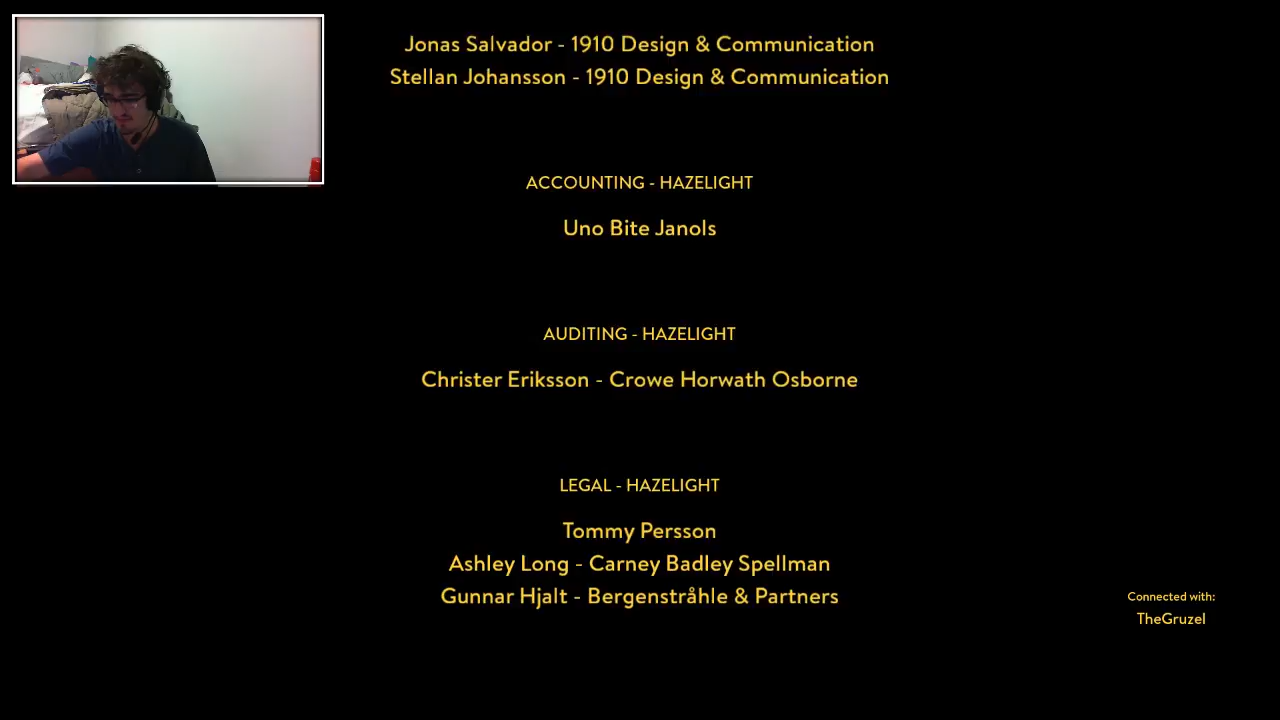 Jonas Salvador - 1910 Design & Communication
Stellan Johansson - 1910 Design & Communication
ACCOUNTING - HAZELIGHT
Uno Bite Janols
AUDITING - HAZELIGHT
Christer Eriksson - Crowe Horwath Osborne
LEGAL - HAZELIGHT
Tommy Persson
Ashley Long - Carney Badley Spellman
Gunnar Hjalt - Bergenstråhle & Partners
Connected with:
TheGruzel